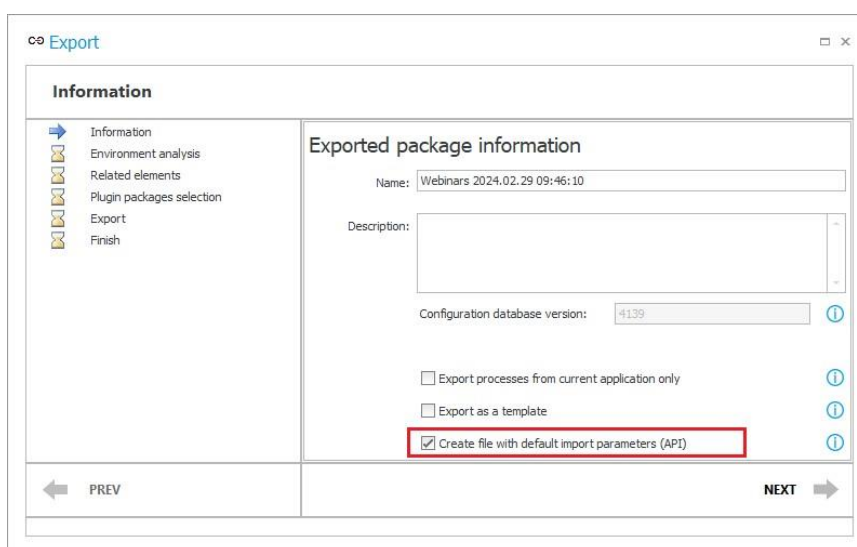 Export
Information
Information
Environment analysis
Related elements
Plugin packages selection
Export
Finish
Exported package information
Name: Webinars 2024.02.29 09:46:10
Description:
Configuration database version: 4139
Export processes from current application only
Export as a template
Create file with default import parameters (API)
PREV
NEXT